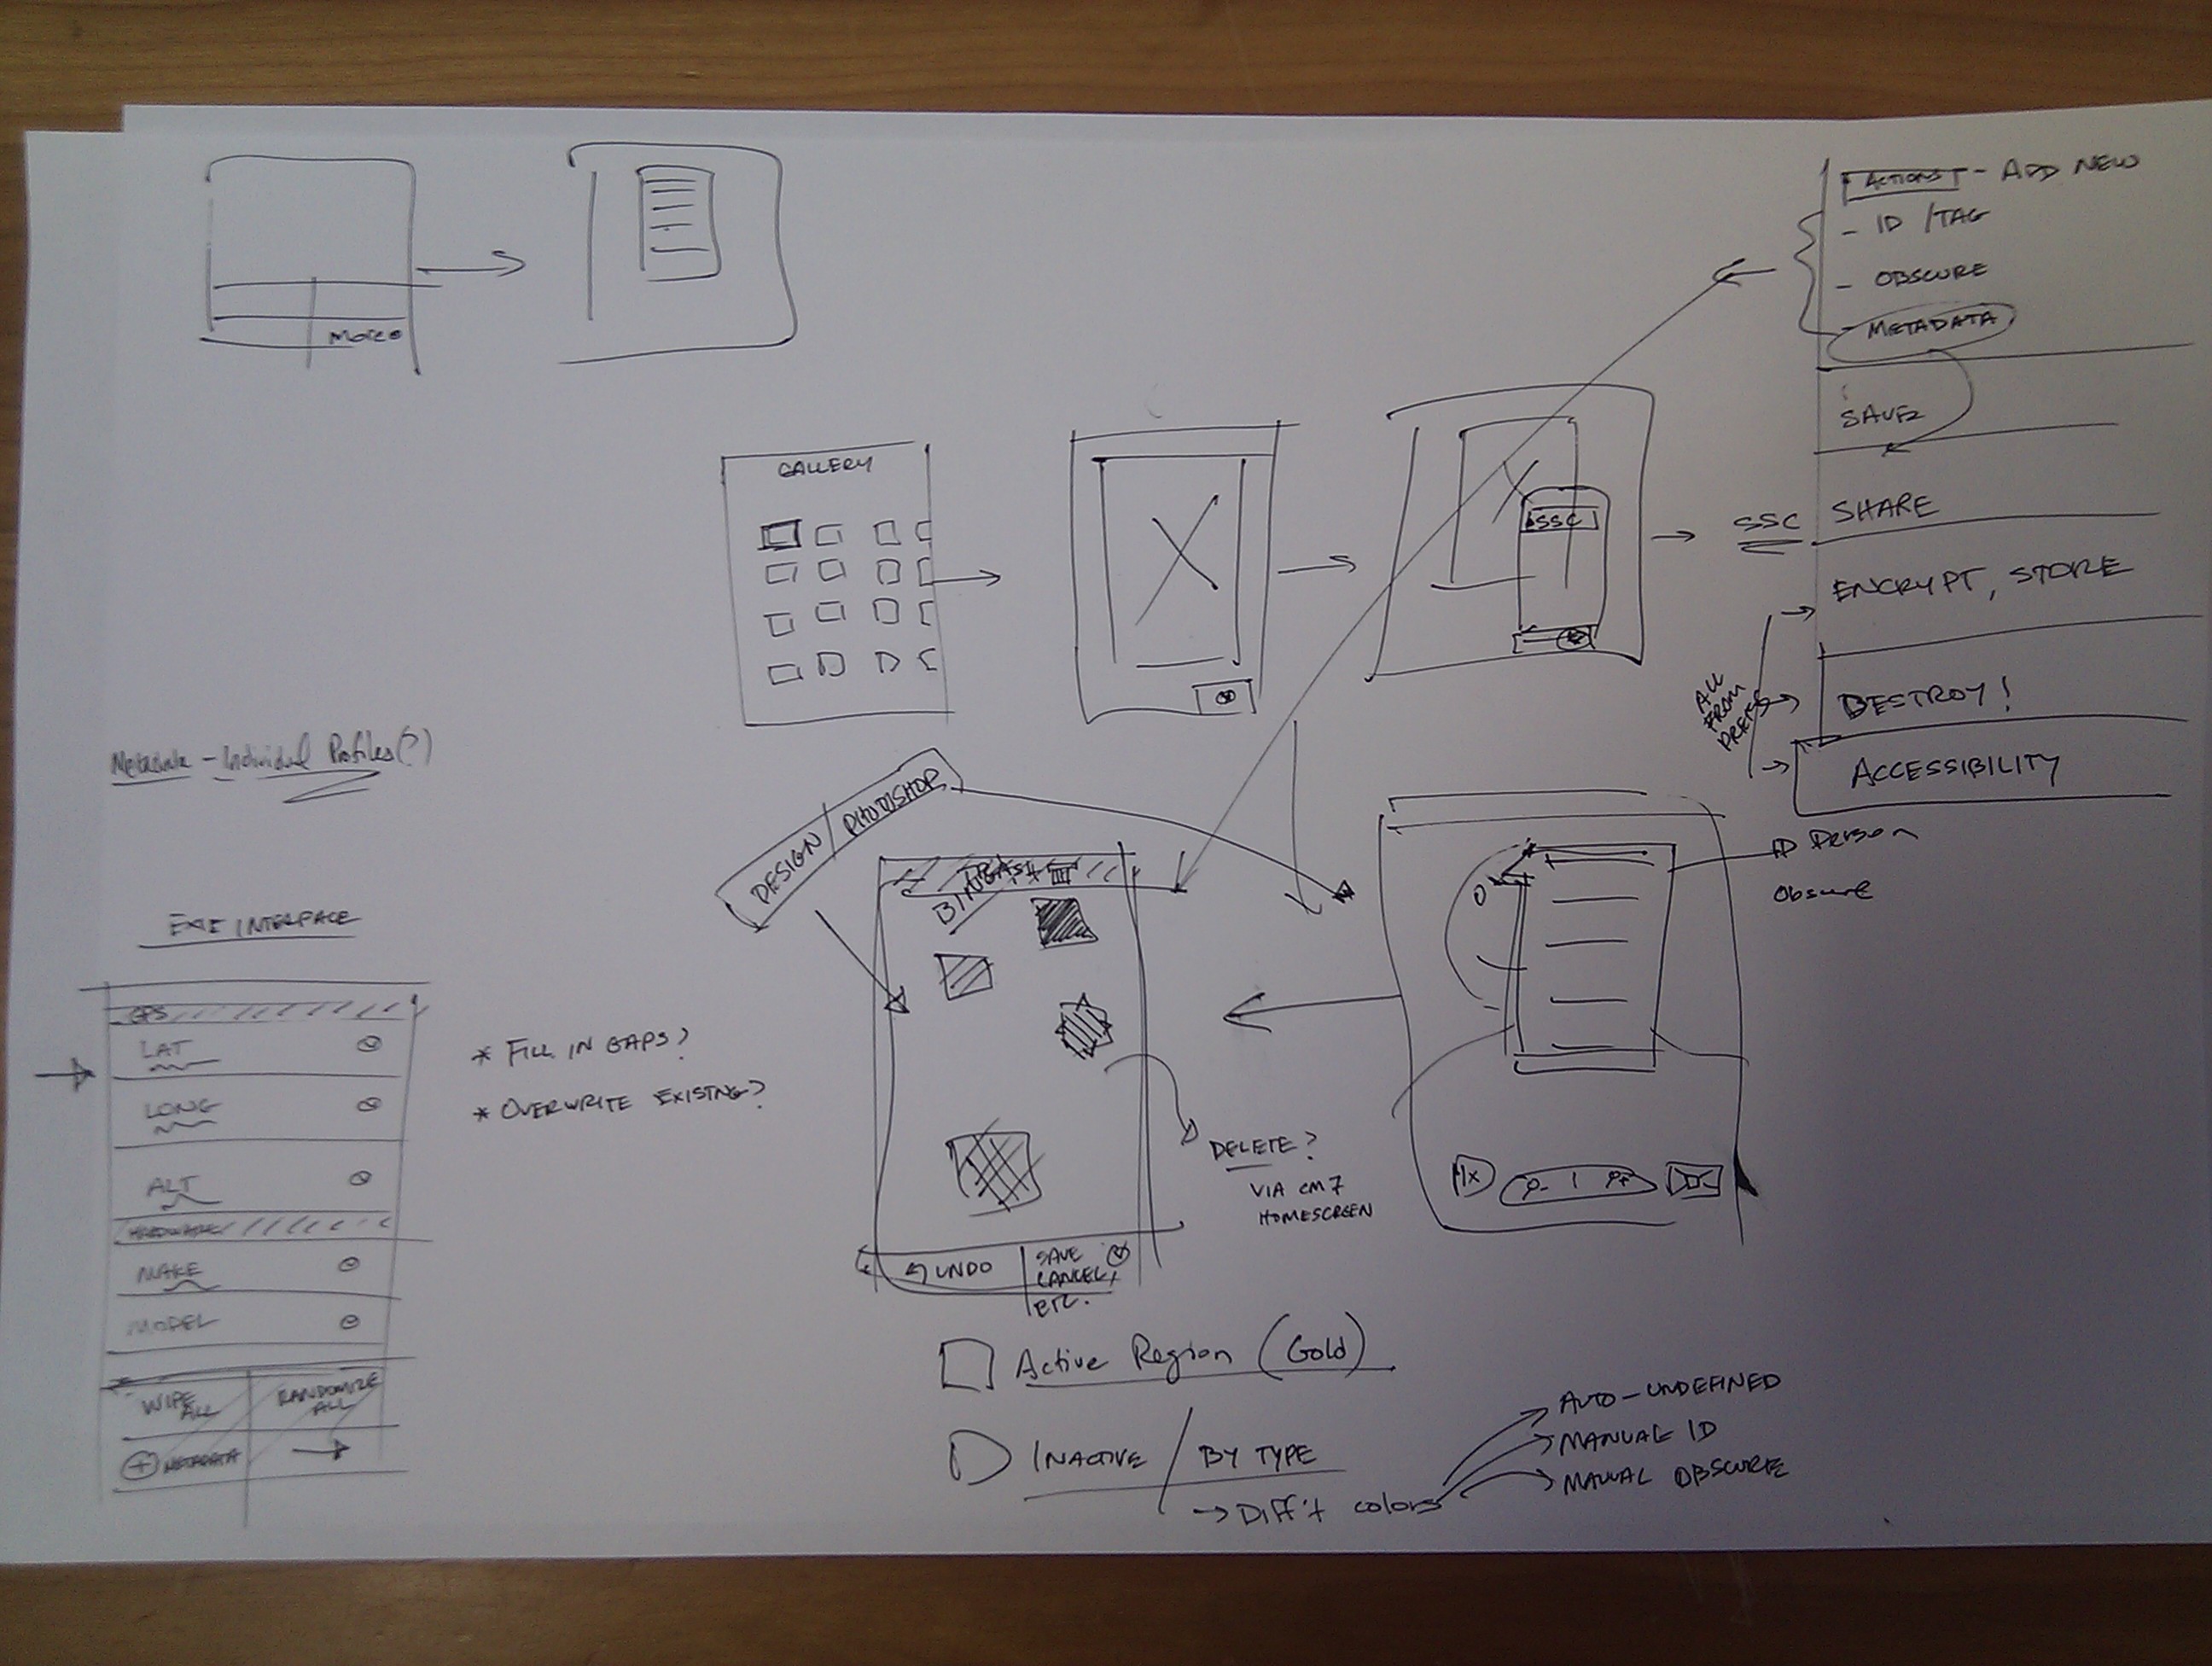 MORE
ACTIONS - ADD NEW
- ID / TAG
- OBSCURE
- METADATA
SAVE
SHARE
ENCRYPT, STORE
DESTROY!
ACCESSIBILITY
ALL
FROM
PREFS
SSC
SSC
GALLERY
Metadata - Individual Profiles(?)
DESIGN / PHOTOSHOP
TRASH
BIN
ID Person
Obscure
EXIF INTERFACE
GPS
LAT
LONG
ALT
HARDWARE
MAKE
MODEL
WIPE ALL
RANDOMIZE ALL
+ METADATA
* FILL IN GAPS?
* OVERWRITE EXISTNG?
DELETE?
VIA CM7
HOMESCREEN
1x
UNDO
SAVE
CANCEL,
ETC.
Active Region (Gold)
INACTIVE / BY TYPE
→ DIFF'T colors
AUTO-UNDEFINED
MANUAL ID
MANUAL OBSCURE